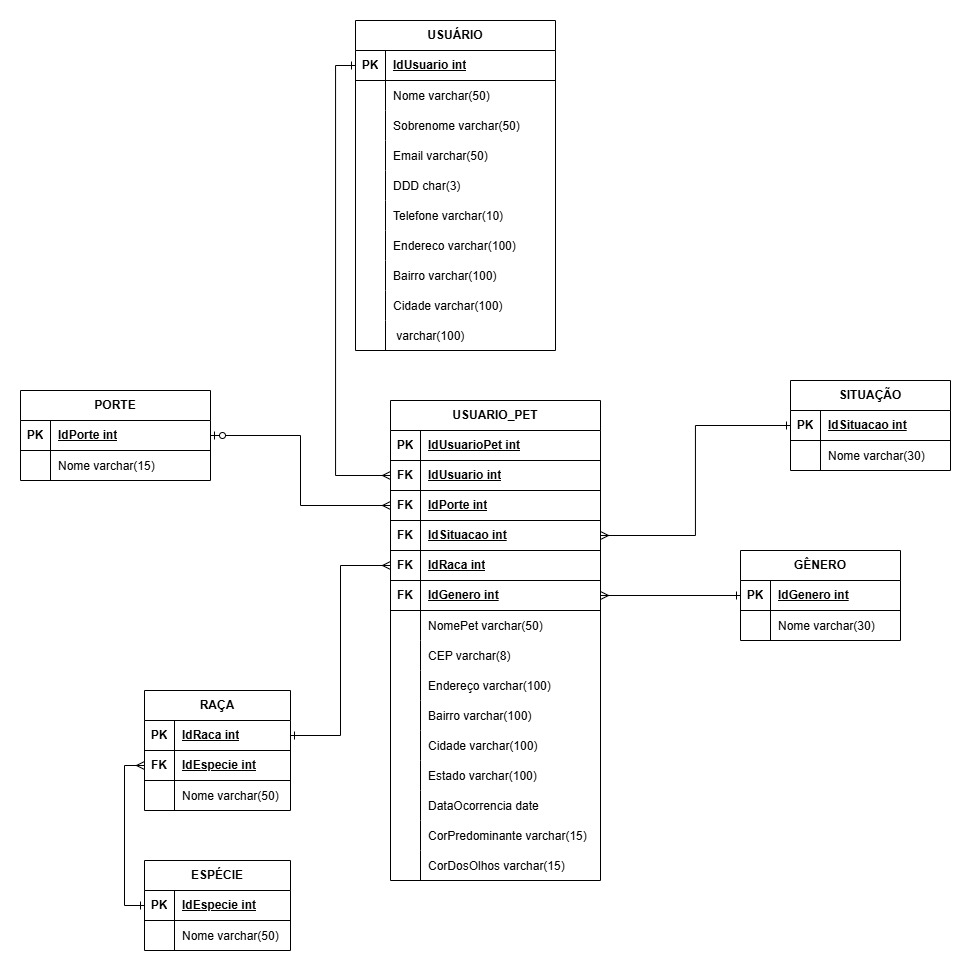 USUÁRIO
PK IdUsuario int
Nome varchar(50)
Sobrenome varchar(50)
Email varchar(50)
DDD char(3)
Telefone varchar(10)
Endereco varchar(100)
Bairro varchar(100)
Cidade varchar(100)
varchar(100)
PORTE
PK IdPorte int
Nome varchar(15)
USUARIO_PET
PK IdUsuarioPet int
FK IdUsuario int
FK IdPorte int
FK IdSituacao int
FK IdRaca int
FK IdGenero int
NomePet varchar(50)
CEP varchar(8)
Endereço varchar(100)
Bairro varchar(100)
Cidade varchar(100)
Estado varchar(100)
DataOcorrencia date
CorPredominante varchar(15)
CorDosOlhos varchar(15)
SITUAÇÃO
PK IdSituacao int
Nome varchar(30)
GÊNERO
PK IdGenero int
Nome varchar(30)
RAÇA
PK IdRaca int
FK IdEspecie int
Nome varchar(50)
ESPÉCIE
PK IdEspecie int
Nome varchar(50)